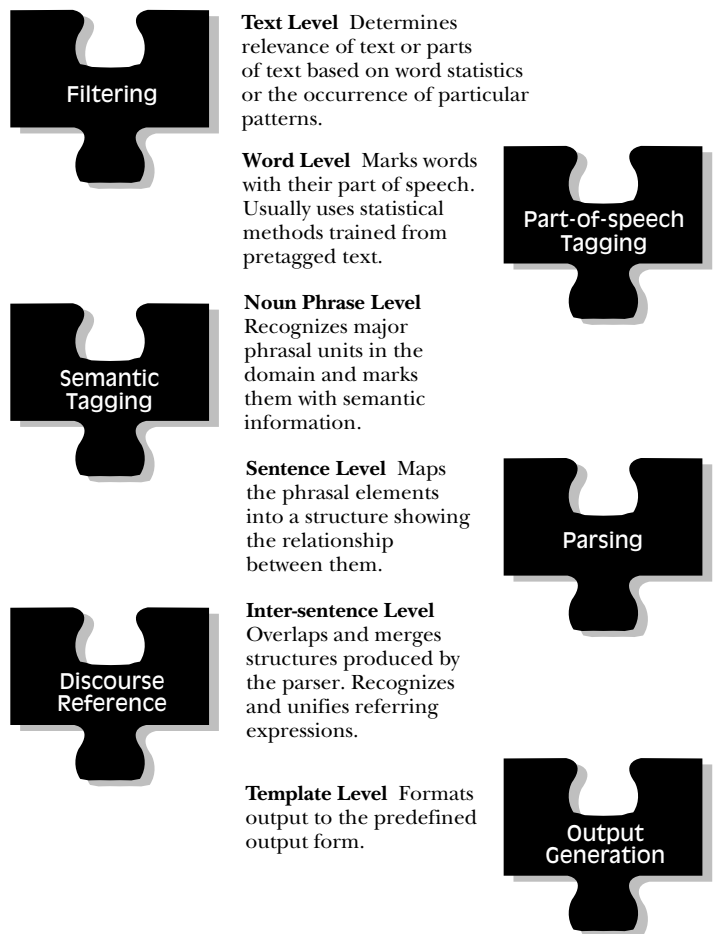 Filtering
Text Level Determines
relevance of text or parts
of text based on word statistics
or the occurrence of particular
patterns.
Word Level Marks words
with their part of speech.
Usually uses statistical
methods trained from
pretagged text.
Part-of-speech
Tagging
Semantic
Tagging
Noun Phrase Level
Recognizes major
phrasal units in the
domain and marks
them with semantic
information.
Sentence Level Maps
the phrasal elements
into a structure showing
the relationship
between them.
Parsing
Discourse
Reference
Inter-sentence Level
Overlaps and merges
structures produced by
the parser. Recognizes
and unifies referring
expressions.
Template Level Formats
output to the predefined
output form.
Output
Generation